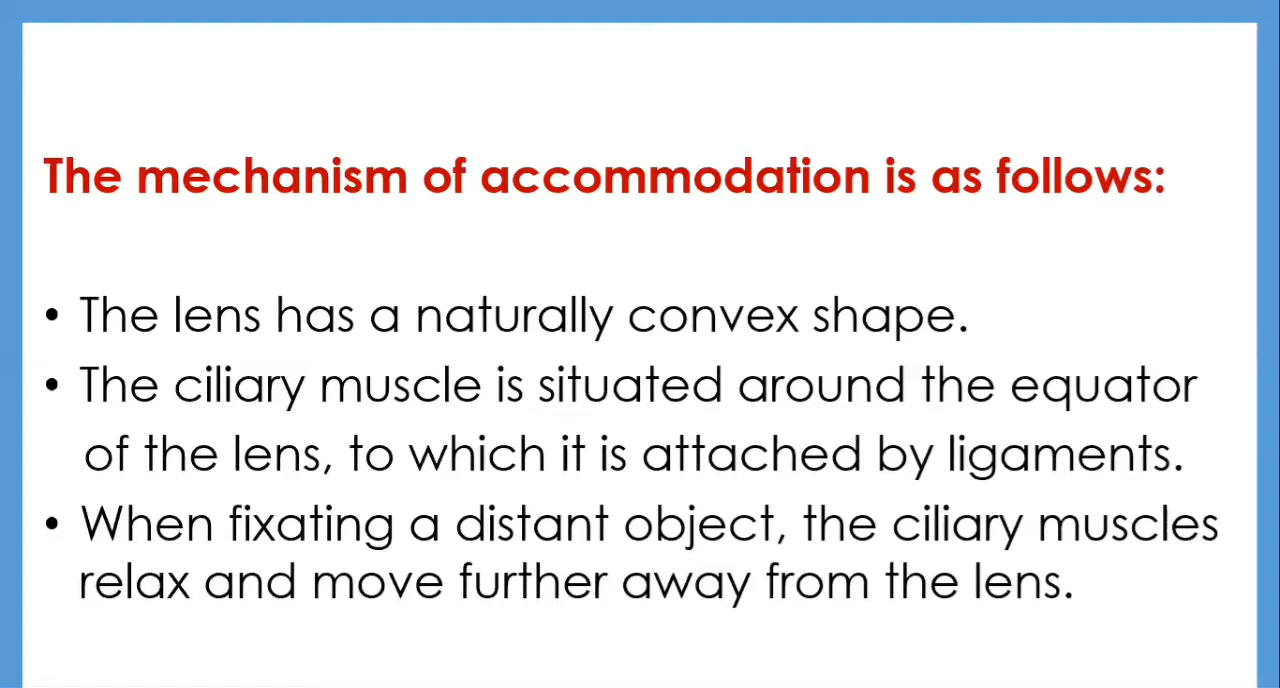 The mechanism of accommodation is as follows:
• The lens has a naturally convex shape.
• The ciliary muscle is situated around the equator
of the lens, to which it is attached by ligaments.
• When fixating a distant object, the ciliary muscles
relax and move further away from the lens.